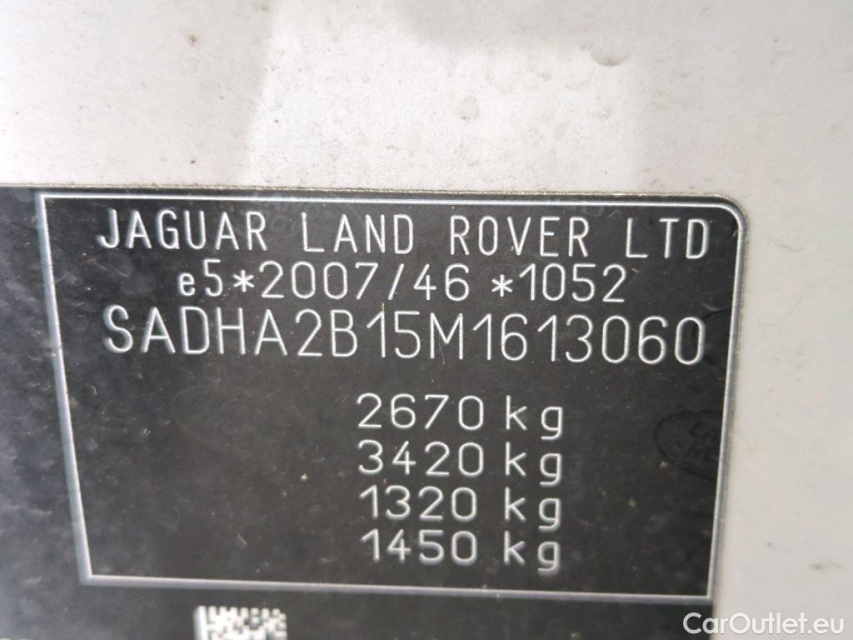 JAGUAR LAND ROVER LTD
e5*2007/46 *1052
SADHA2B15M1613060
2670 kg
3420 kg
1320 kg
1450 kg
CarOutlet.eu